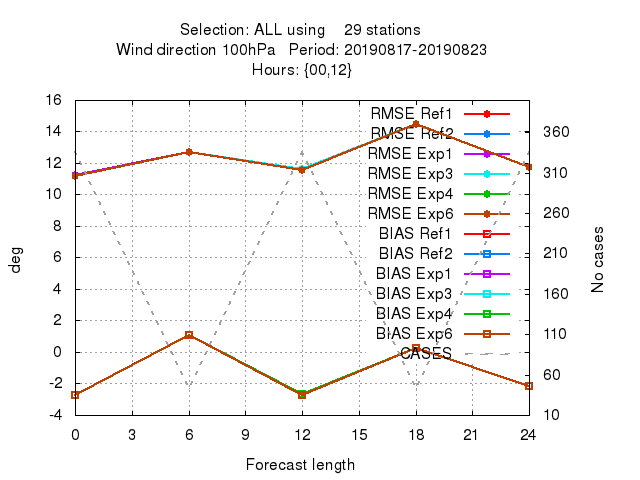 Selection: ALL using 29 stations
Wind direction 100hPa Period: 20190817-20190823
Hours: {00,12}
16
14
12
10
8
6
4
2
0
-2
-4
deg
RMSE Ref1
RMSE Ref2
RMSE Exp1
RMSE Exp3
RMSE Exp4
RMSE Exp6
BIAS Ref1
BIAS Ref2
BIAS Exp1
BIAS Exp3
BIAS Exp4
BIAS Exp6
CASES
360
310
260
210
160
110
60
10
No cases
0 3 6 9 12 15 18 21 24
Forecast length